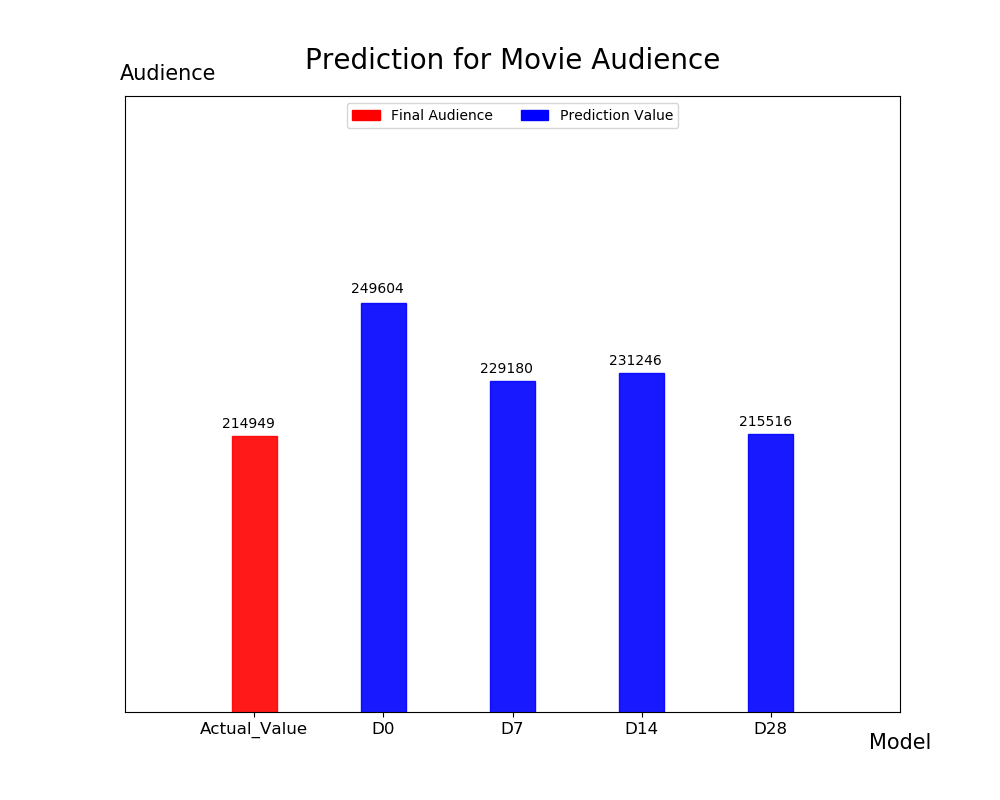 Prediction for Movie Audience
Audience
Final Audience Prediction Value
249604
231246
229180
215516
214949
Actual_Value D0 D7 D14 D28
Model